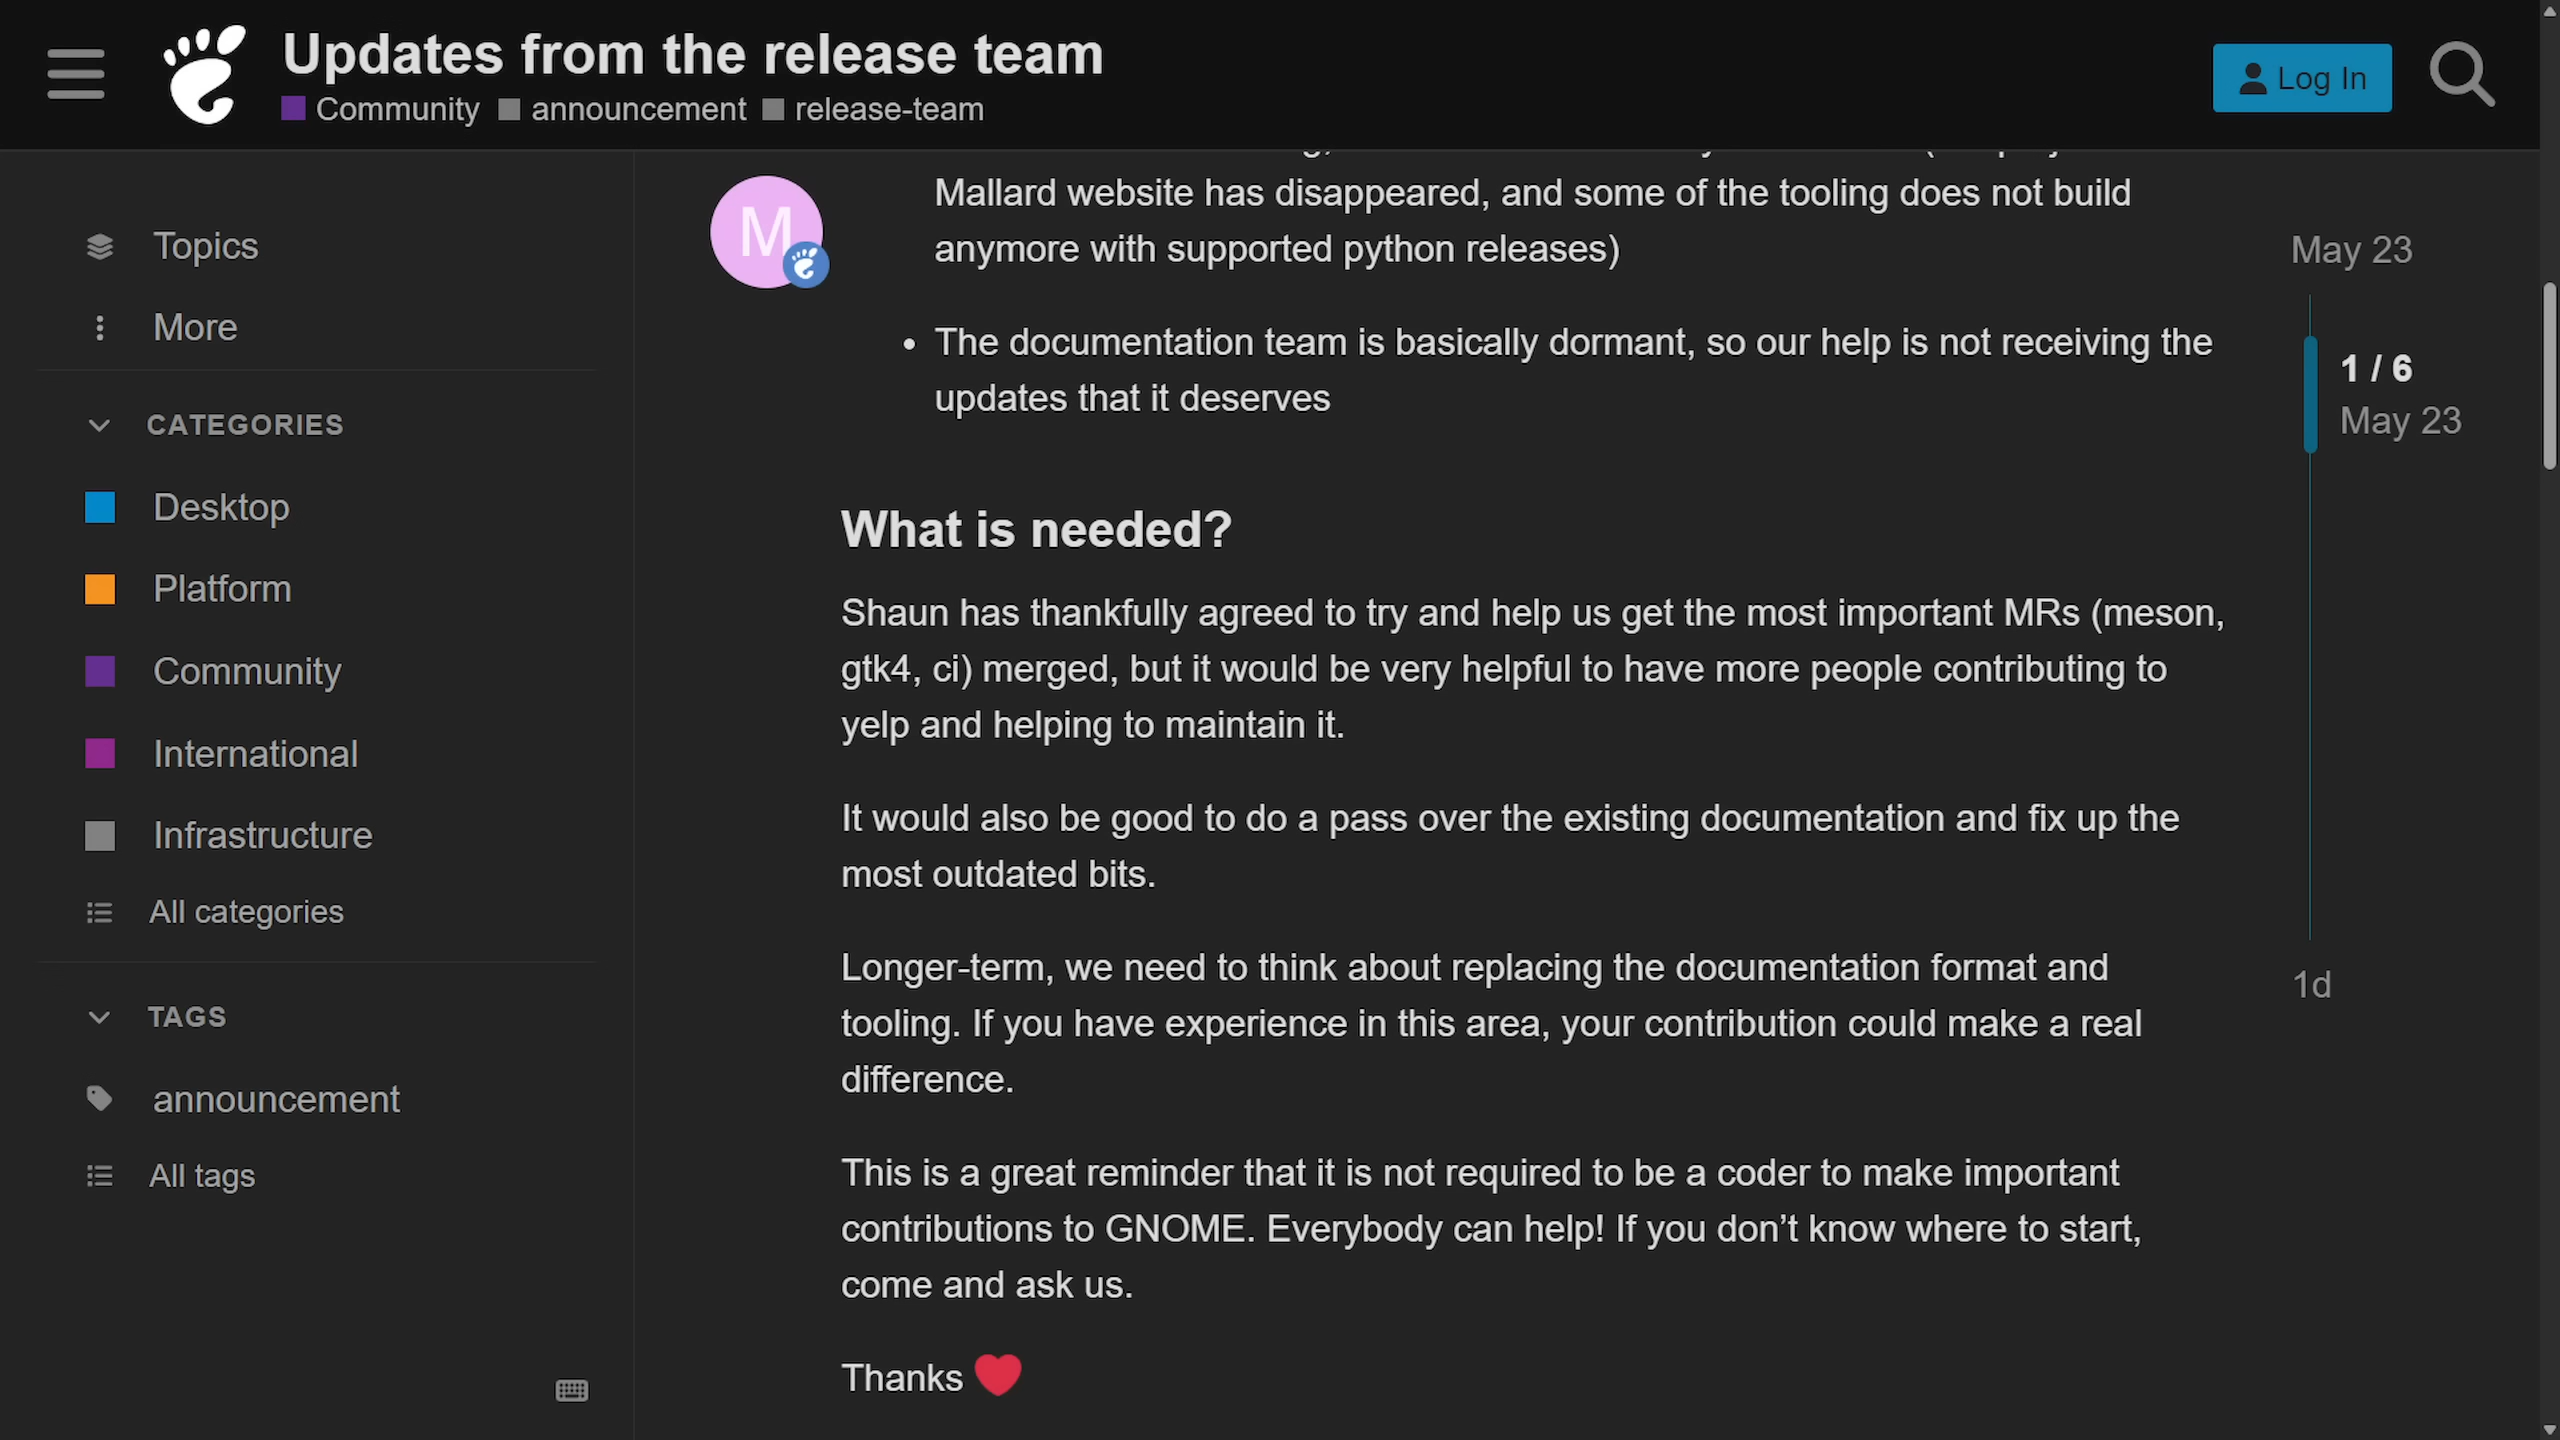 Updates from the release team
Community announcement release-team
Log In
Topics
More
CATEGORIES
Desktop
Platform
Community
International
Infrastructure
All categories
TAGS
announcement
All tags
M
Mallard website has disappeared, and some of the tooling does not build
anymore with supported python releases)
• The documentation team is basically dormant, so our help is not receiving the
updates that it deserves
What is needed?
Shaun has thankfully agreed to try and help us get the most important MRs (meson,
gtk4, ci) merged, but it would be very helpful to have more people contributing to
yelp and helping to maintain it.
It would also be good to do a pass over the existing documentation and fix up the
most outdated bits.
Longer-term, we need to think about replacing the documentation format and
tooling. If you have experience in this area, your contribution could make a real
difference.
This is a great reminder that it is not required to be a coder to make important
contributions to GNOME. Everybody can help! If you don’t know where to start,
come and ask us.
Thanks ❤️
May 23
1 / 6
May 23
1d